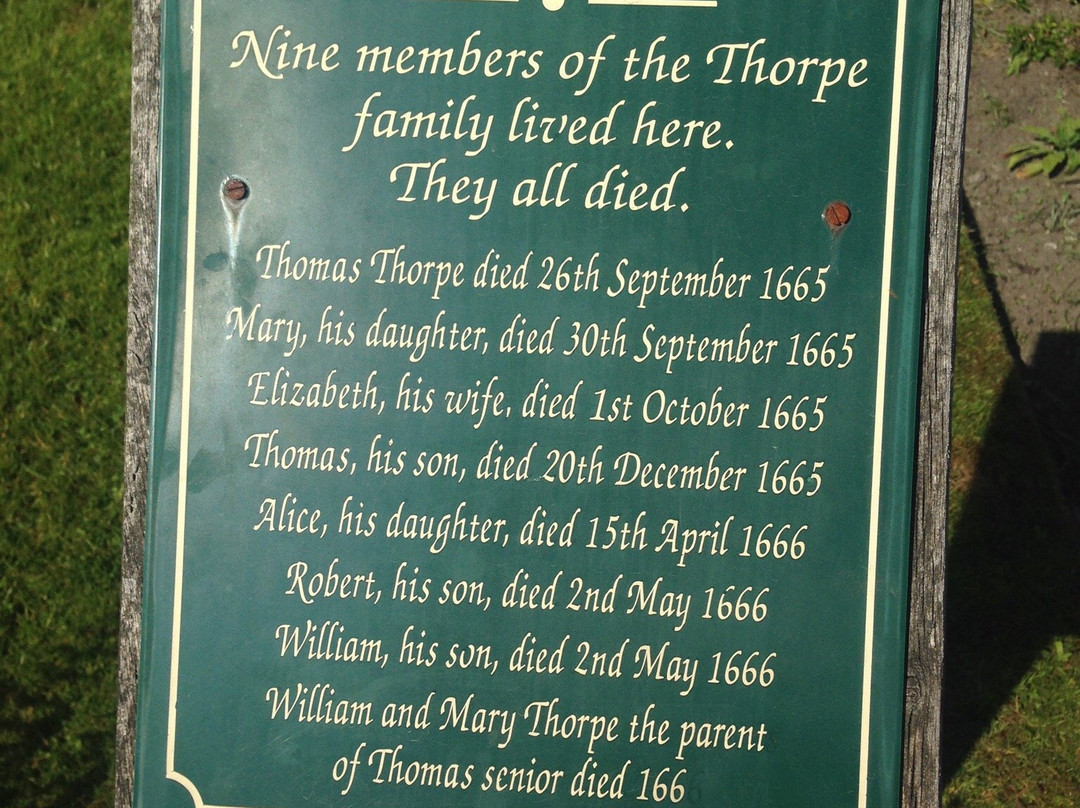 Nine members of the Thorpe
family lived here.
They all died.
Thomas Thorpe died 26th September 1665
Mary, his daughter, died 30th September 1665
Elizabeth, his wife, died 1st October 1665
Thomas, his son, died 20th December 1665
Alice, his daughter, died 15th April 1666
Robert, his son, died 2nd May 1666
William, his son, died 2nd May 1666
William and Mary Thorpe the parent
of Thomas senior died 166